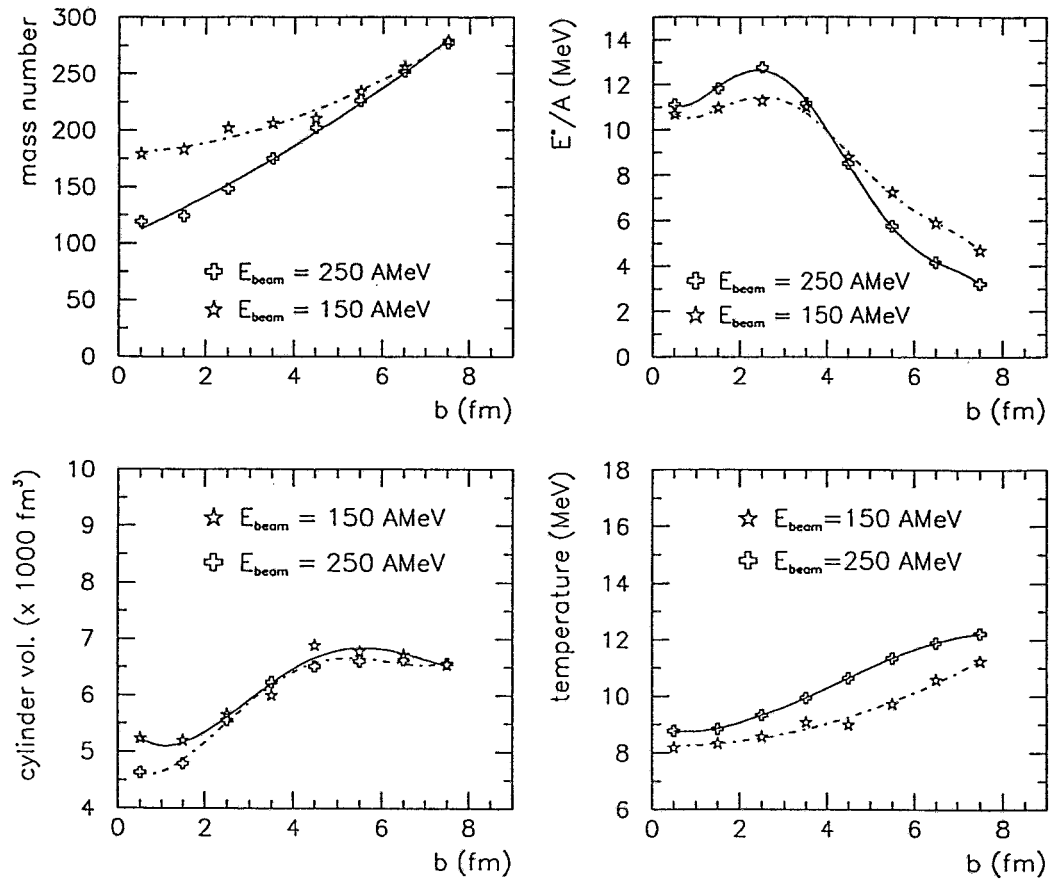 mass number
300
250
200
150
100
50
0
E_beam = 250 AMeV
E_beam = 150 AMeV
0 2 4 6 8
b (fm)
E*/A (MeV)
14
12
10
8
6
4
2
0
E_beam = 250 AMeV
E_beam = 150 AMeV
0 2 4 6 8
b (fm)
cylinder vol. (x 1000 fm³)
10
9
8
7
6
5
4
E_beam = 150 AMeV
E_beam = 250 AMeV
0 2 4 6 8
b (fm)
temperature (MeV)
18
16
14
12
10
8
6
E_beam=150 AMeV
E_beam=250 AMeV
0 2 4 6 8
b (fm)